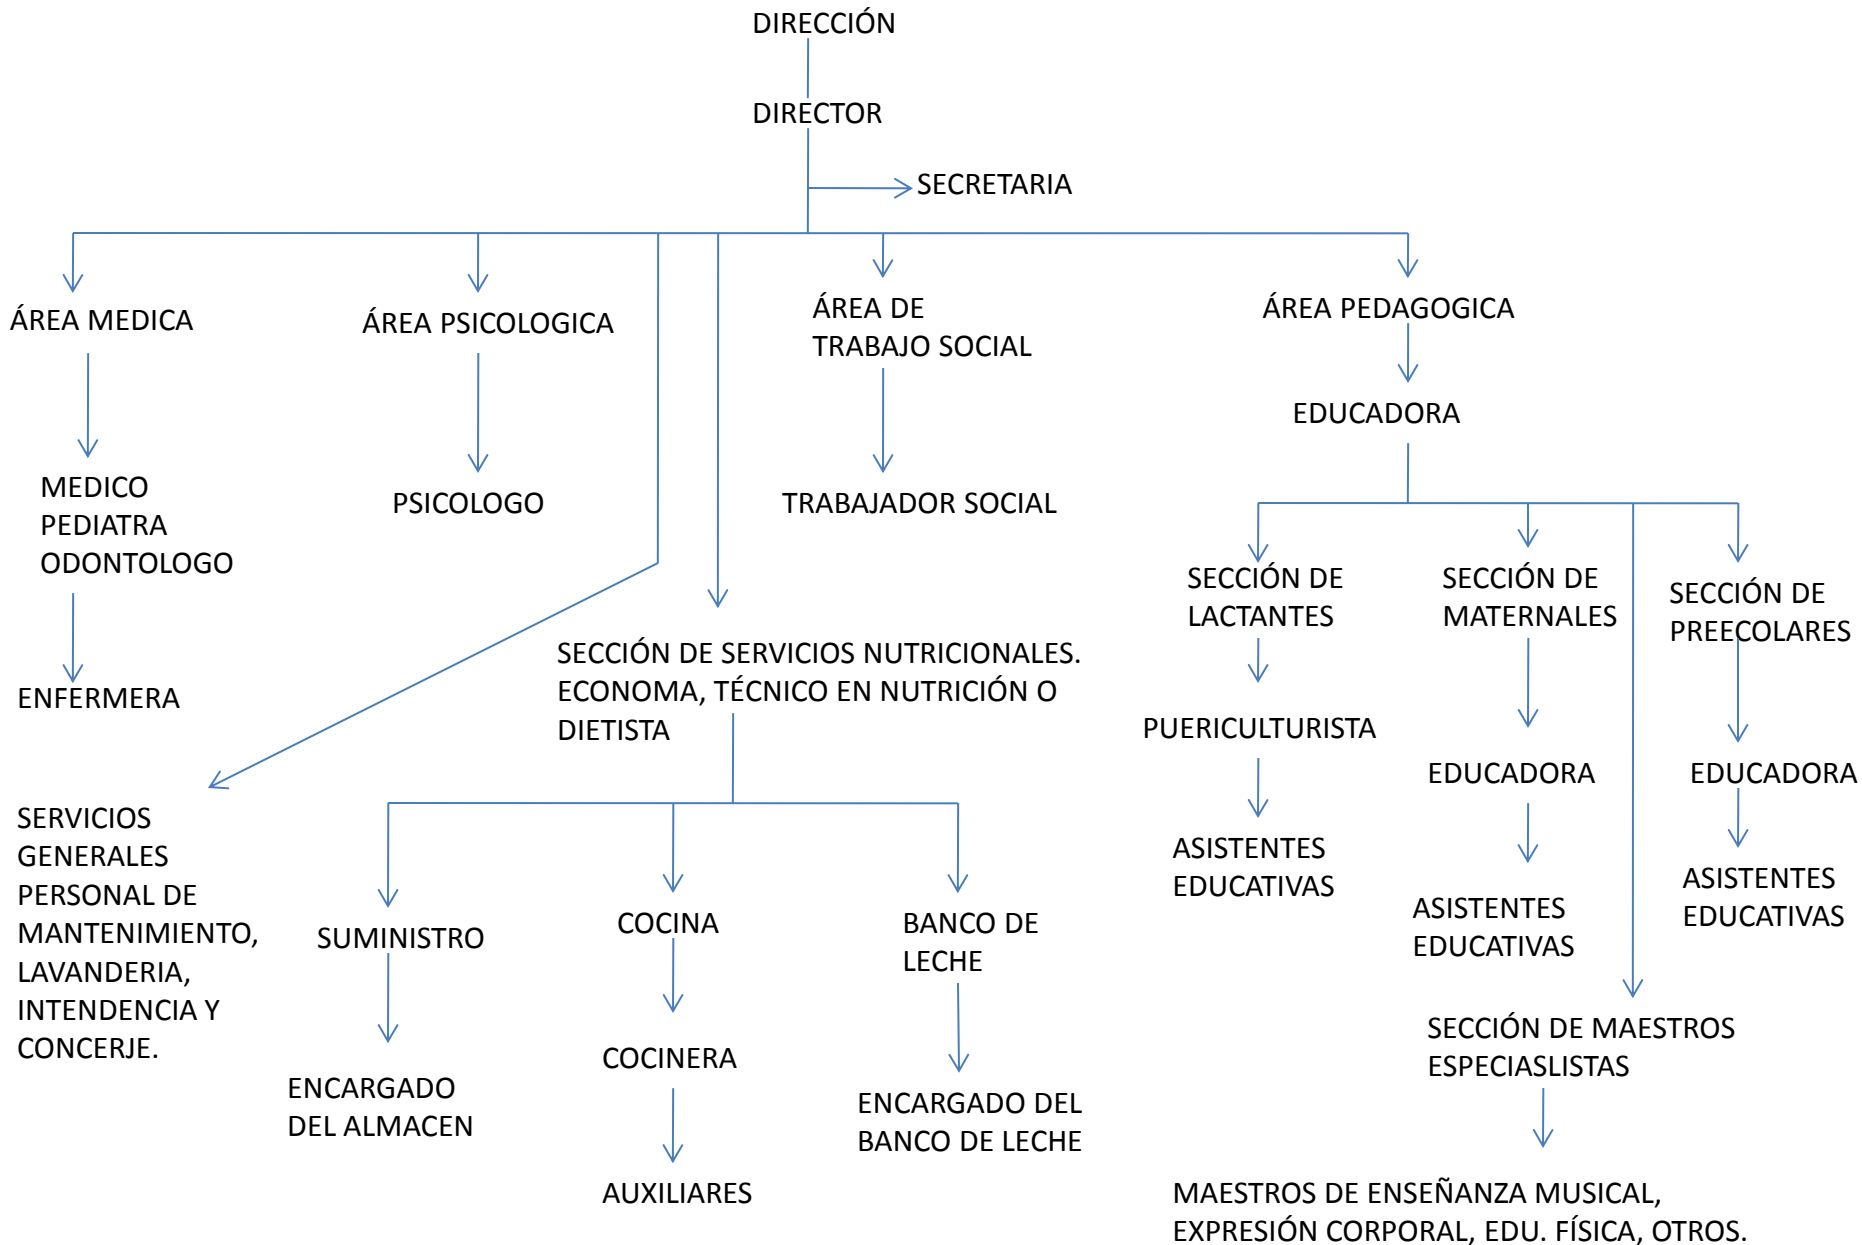 DIRECCIÓN
DIRECTOR
SECRETARIA
ÁREA MEDICA
ÁREA PSICOLOGICA
ÁREA DE
TRABAJO SOCIAL
ÁREA PEDAGOGICA
EDUCADORA
MEDICO
PEDIATRA
ODONTOLOGO
PSICOLOGO
TRABAJADOR SOCIAL
SECCIÓN DE
LACTANTES
SECCIÓN DE
MATERNALES
SECCIÓN DE
PREECOLARES
ENFERMERA
SECCIÓN DE SERVICIOS NUTRICIONALES.
ECONOMA, TÉCNICO EN NUTRICIÓN O
DIETISTA
PUERICULTURISTA
EDUCADORA
EDUCADORA
SERVICIOS
GENERALES
PERSONAL DE
MANTENIMIENTO,
LAVANDERIA,
INTENDENCIA Y
CONCERJE.
ASISTENTES
EDUCATIVAS
ASISTENTES
EDUCATIVAS
ASISTENTES
EDUCATIVAS
SUMINISTRO
COCINA
BANCO DE
LECHE
SECCIÓN DE MAESTROS
ESPECIASLISTAS
ENCARGADO
DEL ALMACEN
COCINERA
ENCARGADO DEL
BANCO DE LECHE
AUXILIARES
MAESTROS DE ENSEÑANZA MUSICAL,
EXPRESIÓN CORPORAL, EDU. FÍSICA, OTROS.